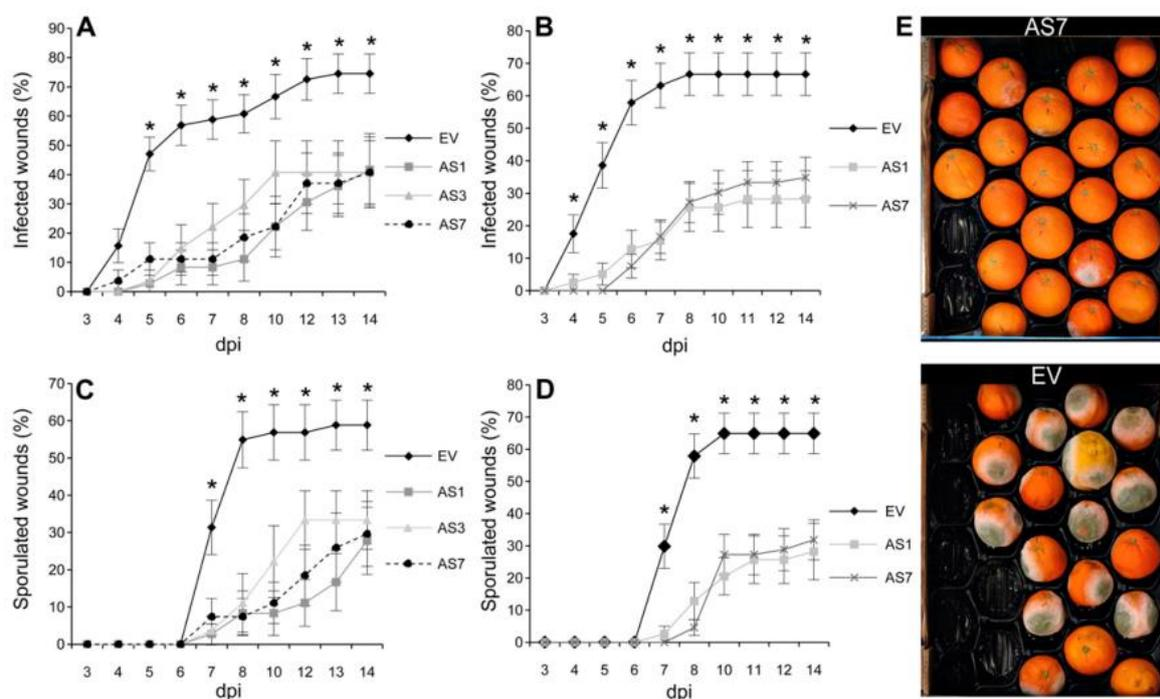 A
Infected wounds (%)
90
80
70
60
50
40
30
20
10
0
3 4 5 6 7 8 10 12 13 14
dpi
* * * * * * * * *
EV
AS1
AS3
AS7
B
Infected wounds (%)
80
70
60
50
40
30
20
10
0
3 4 5 6 7 8 10 11 12 14
dpi
* * * * * * * * *
EV
AS1
AS7
E
AS7
C
Sporulated wounds (%)
70
60
50
40
30
20
10
0
3 4 5 6 7 8 10 12 13 14
dpi
* * * * * *
EV
AS1
AS3
AS7
D
Sporulated wounds (%)
80
70
60
50
40
30
20
10
0
3 4 5 6 7 8 10 11 12 14
dpi
* * * * * *
EV
AS1
AS7
EV